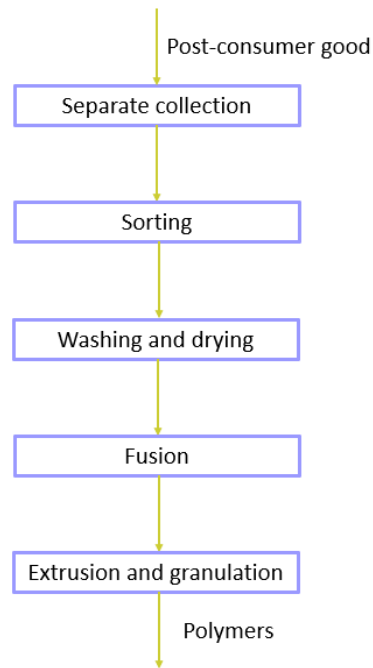 Post-consumer good
Separate collection
Sorting
Washing and drying
Fusion
Extrusion and granulation
Polymers